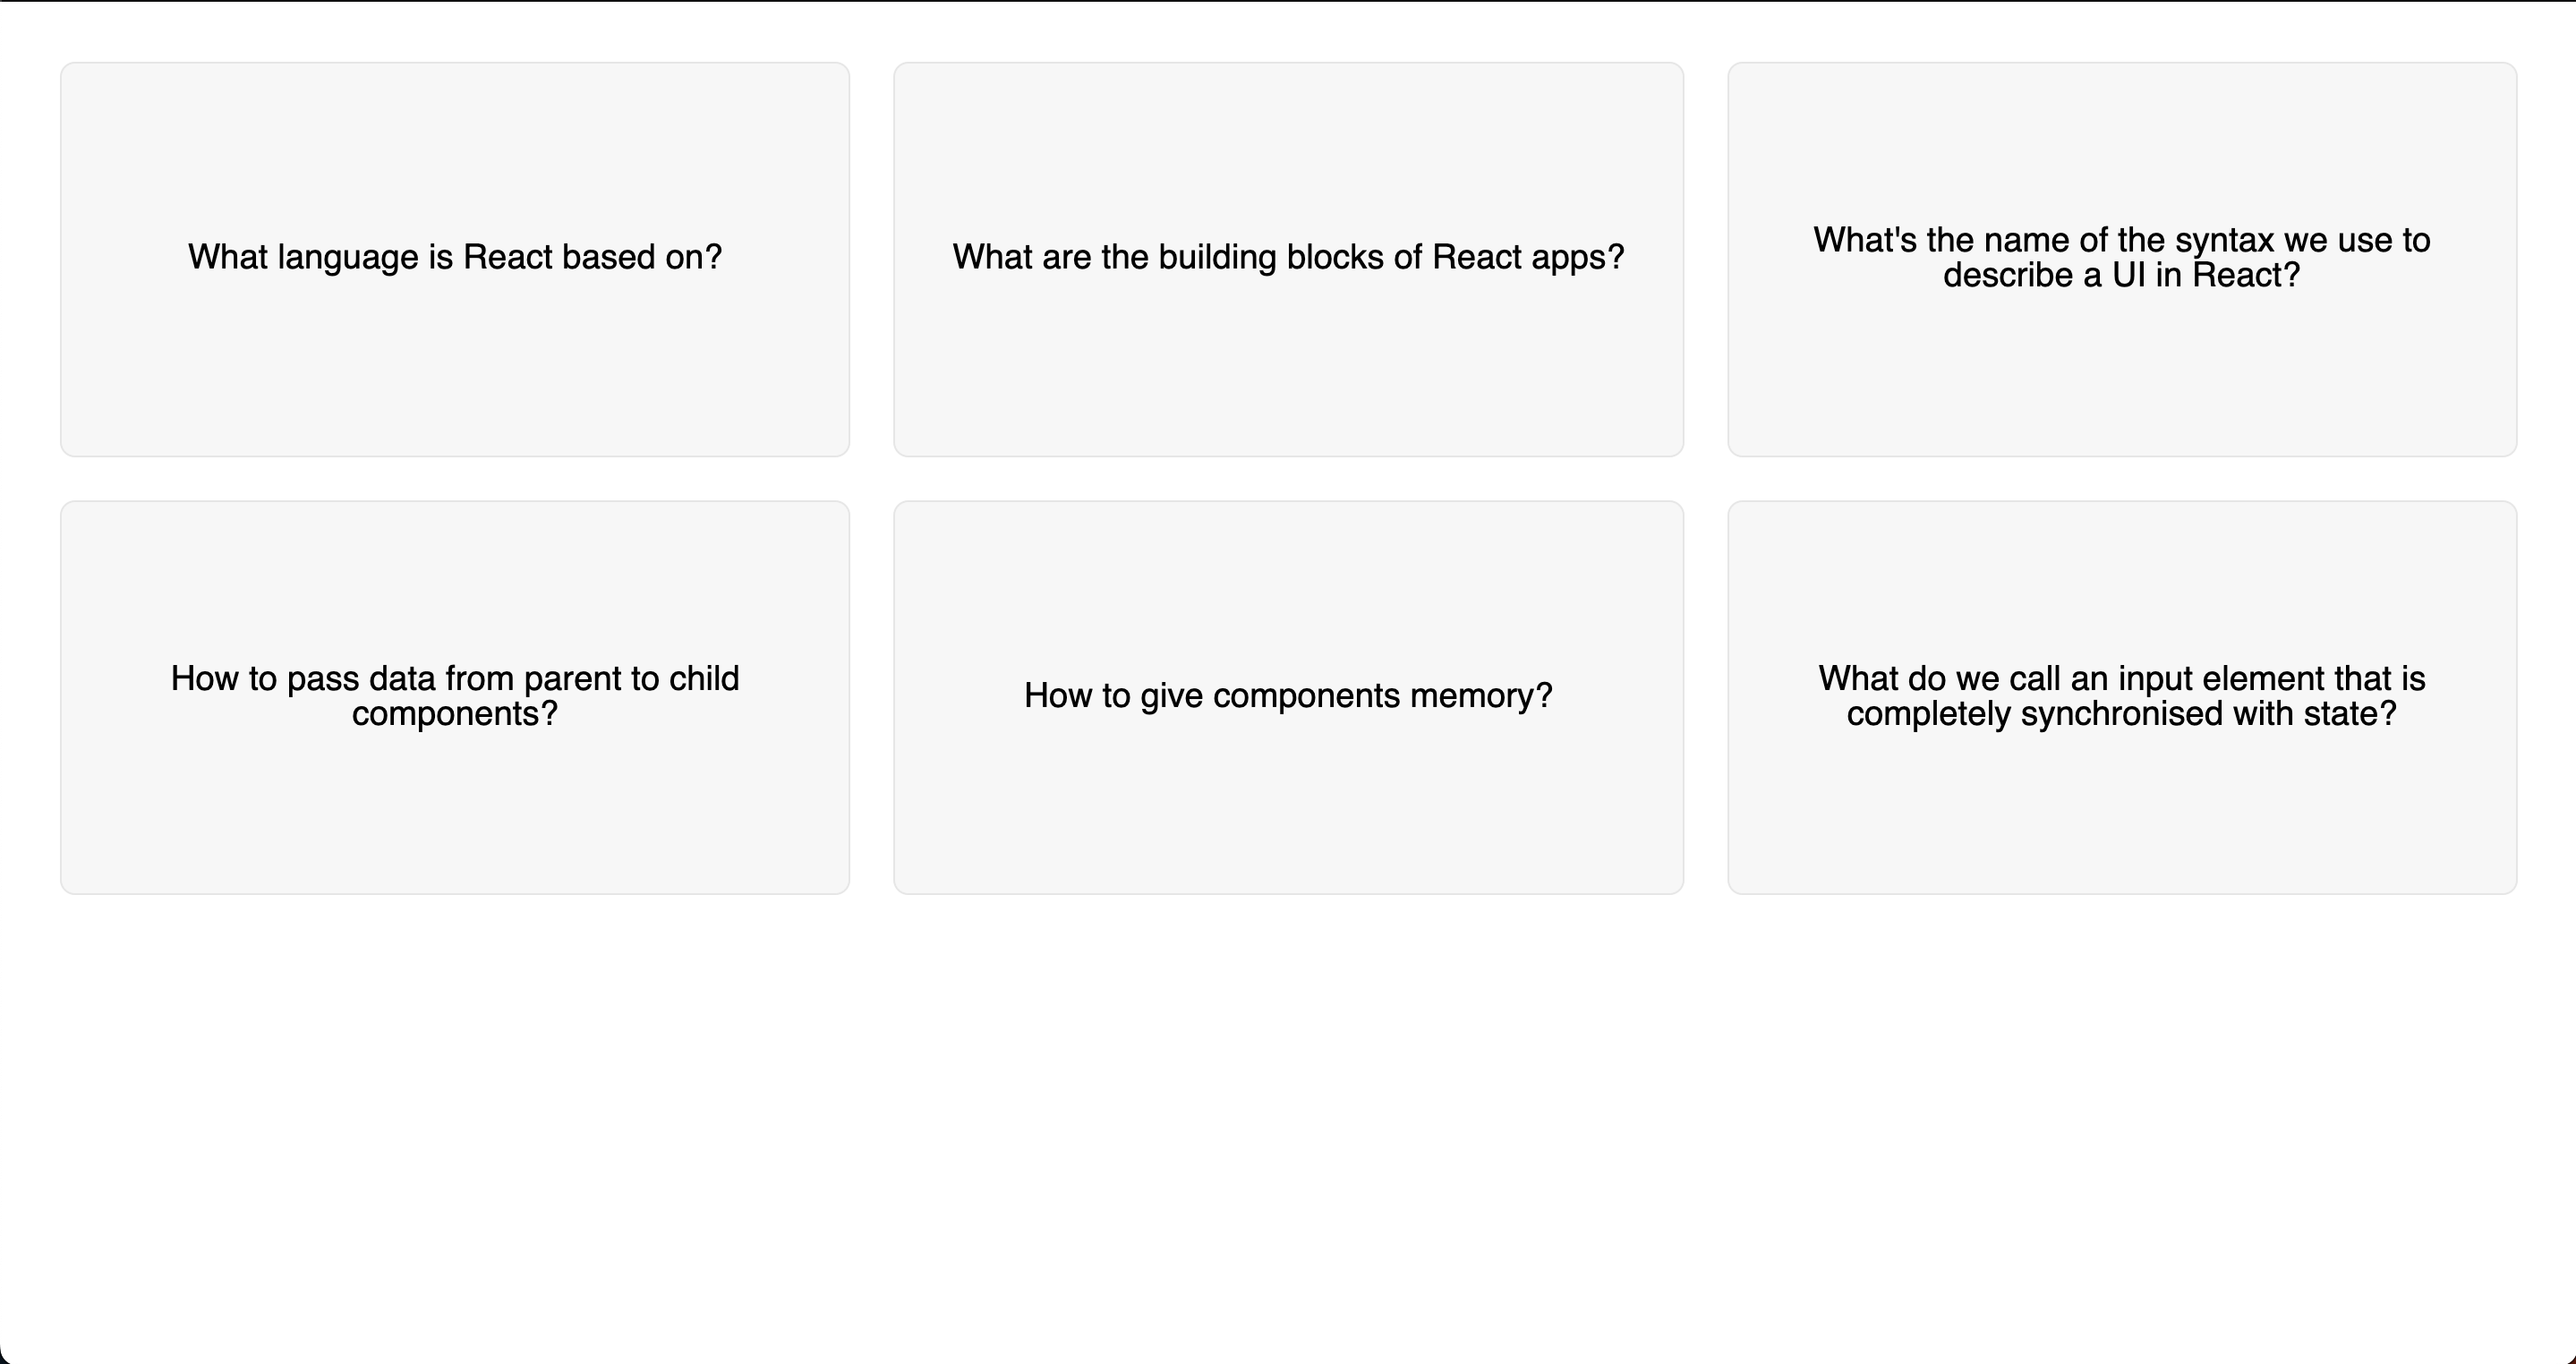 What language is React based on?
What are the building blocks of React apps?
What's the name of the syntax we use to
describe a UI in React?
How to pass data from parent to child
components?
How to give components memory?
What do we call an input element that is
completely synchronised with state?